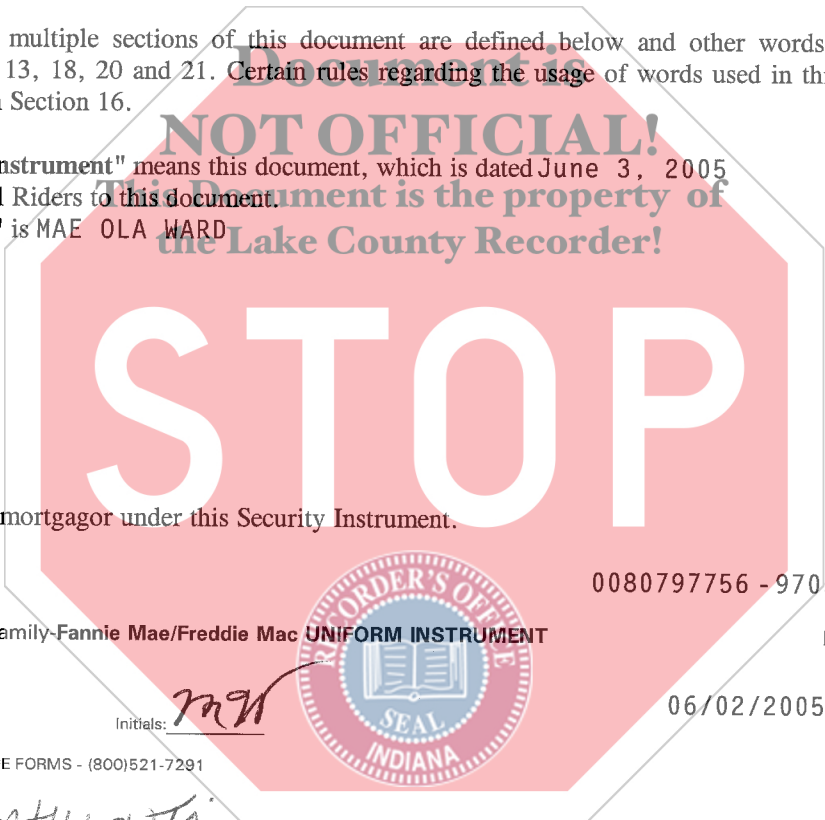 multiple sections of this document are defined below and other words
13, 18, 20 and 21. Certain rules regarding the usage of words used in
Section 16.
Document is
NOT OFFICIAL!
This Document is the property of
the Lake County Recorder!
nstrument" means this document, which is dated June 3, 2005
Riders to this document.
" is MAE OLA WARD
STOP
mortgagor under this Security Instrument.
0080797756 - 970
amily-Fannie Mae/Freddie Mac UNIFORM INSTRUMENT
RECORDER'S OFFICE
SEAL
INDIANA
Initials: MW
06/02/2005
E FORMS - (800)521-7291